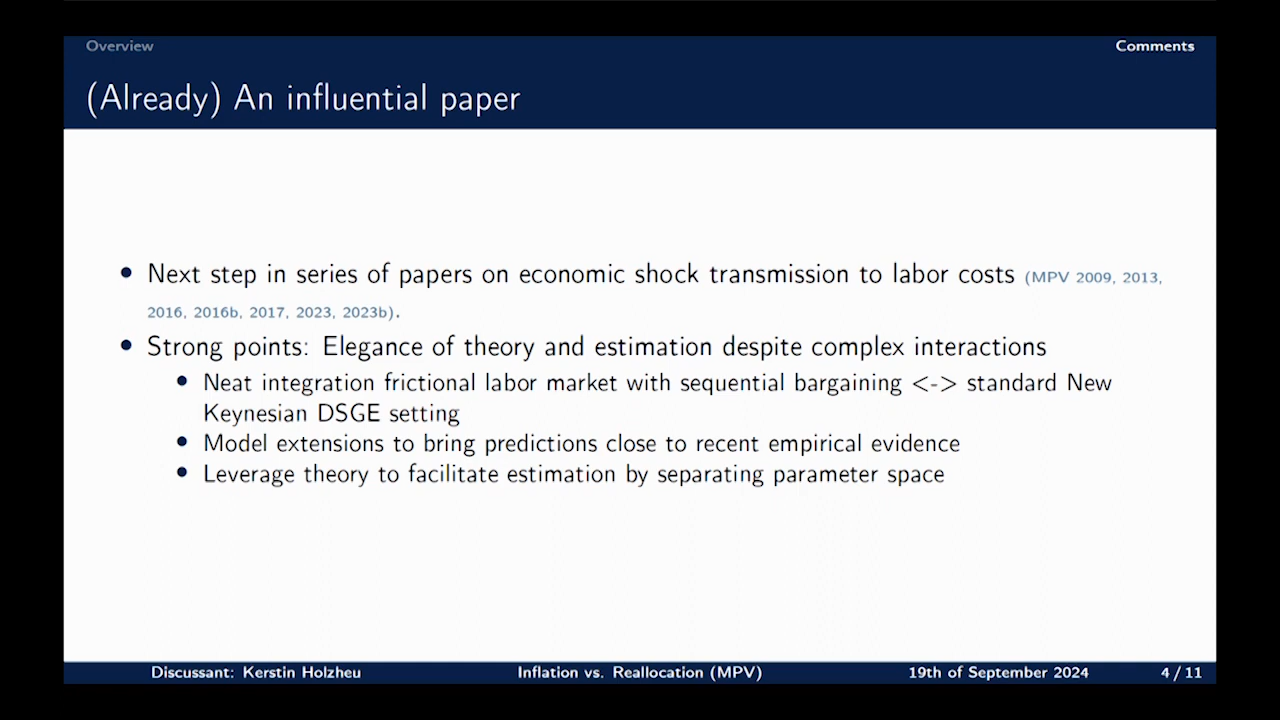 Overview
Comments
(Already) An influential paper
• Next step in series of papers on economic shock transmission to labor costs (MPV 2009, 2013,
2016, 2016b, 2017, 2023, 2023b).
• Strong points: Elegance of theory and estimation despite complex interactions
• Neat integration frictional labor market with sequential bargaining <-> standard New
Keynesian DSGE setting
• Model extensions to bring predictions close to recent empirical evidence
• Leverage theory to facilitate estimation by separating parameter space
Discussant: Kerstin Holzheu
Inflation vs. Reallocation (MPV)
19th of September 2024
4 / 11